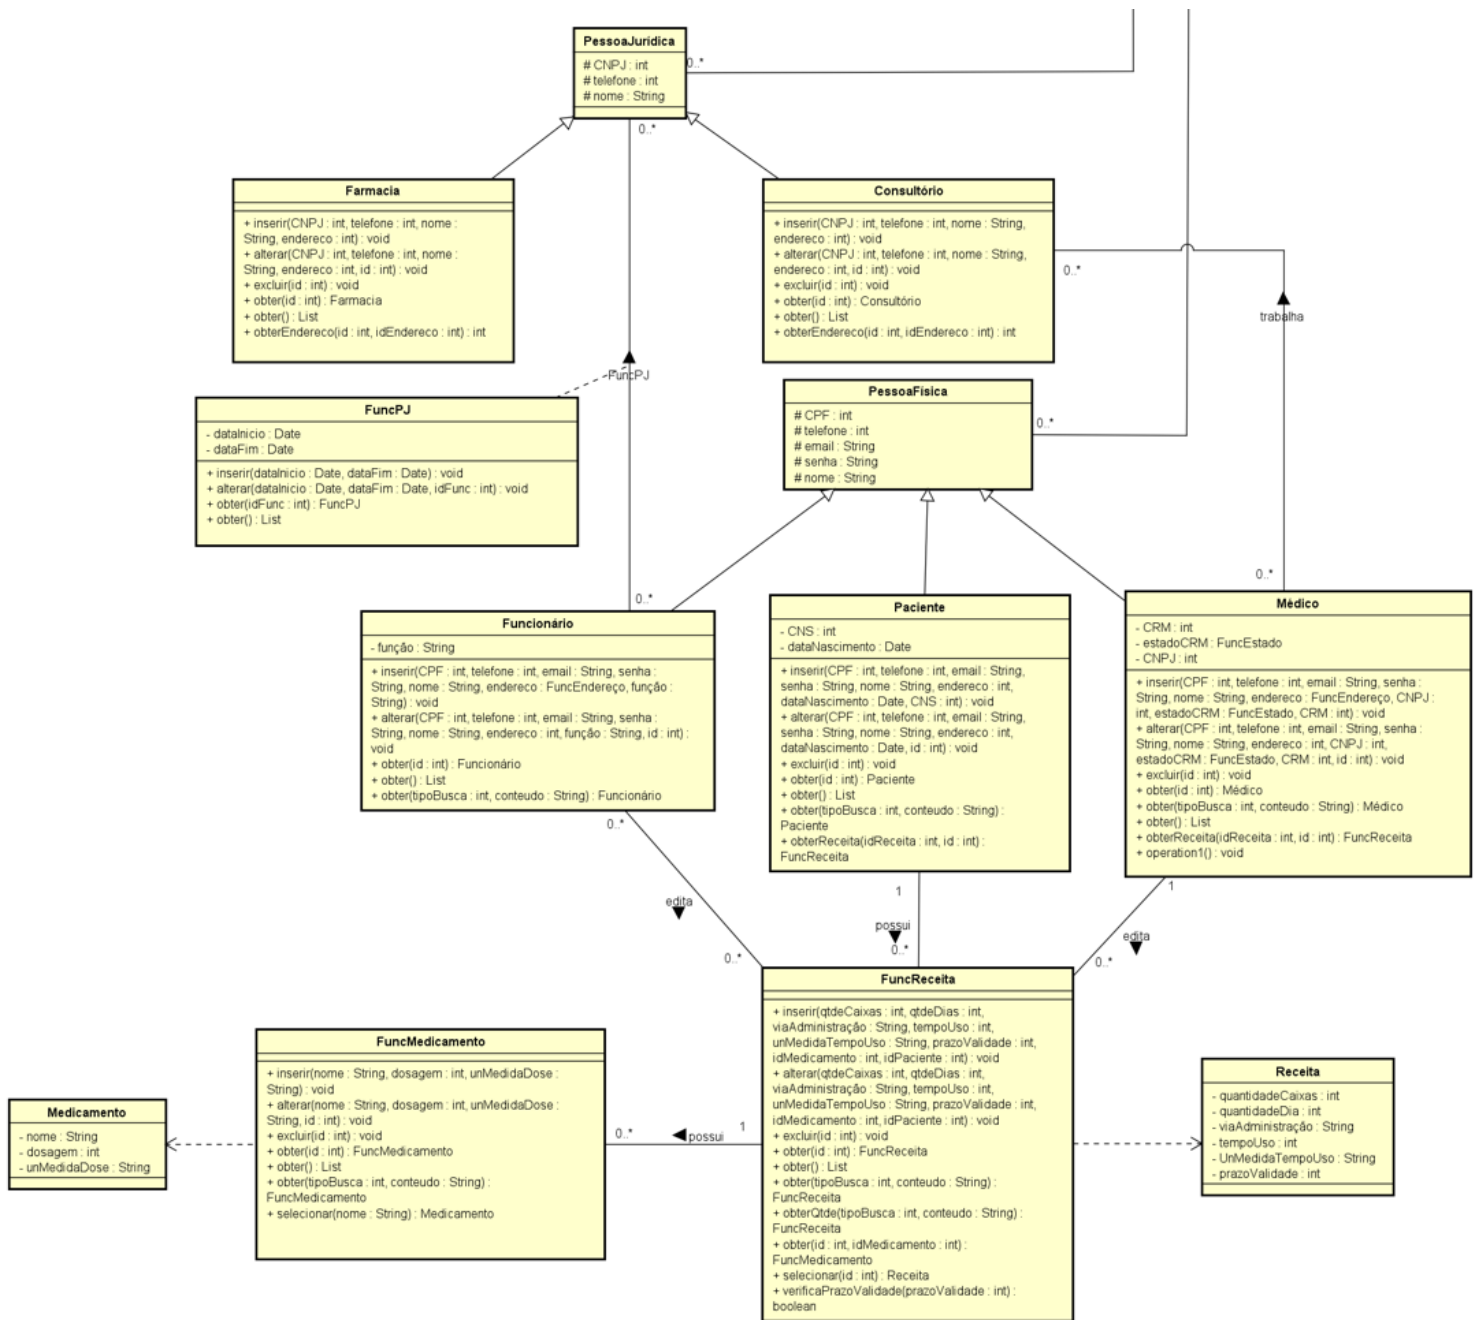 PessoaJurídica
# CNPJ : int
# telefone : int
# nome : String
0..*
0..*
Farmacia
+ inserir(CNPJ : int, telefone : int, nome :
String, endereco : int) : void
+ alterar(CNPJ : int, telefone : int, nome :
String, endereco : int, id : int) : void
+ excluir(id : int) : void
+ obter(id : int) : Farmacia
+ obter() : List
+ obterEndereco(id : int, idEndereco : int) : int
Consultório
+ inserir(CNPJ : int, telefone : int, nome : String,
endereco : int) : void
+ alterar(CNPJ : int, telefone : int, nome : String,
endereco : int, id : int) : void
+ excluir(id : int) : void
+ obter(id : int) : Consultório
+ obter() : List
+ obterEndereco(id : int, idEndereco : int) : int
0..*
trabalha
FuncPJ
FuncPJ
- dataInicio : Date
- dataFim : Date
+ inserir(dataInicio : Date, dataFim : Date) : void
+ alterar(dataInicio : Date, dataFim : Date, idFunc : int) : void
+ obter(idFunc : int) : FuncPJ
+ obter() : List
PessoaFísica
# CPF : int
# telefone : int
# email : String
# senha : String
# nome : String
0..*
0..*
0..*
Funcionário
- função : String
+ inserir(CPF : int, telefone : int, email : String, senha :
String, nome : String, endereco : FuncEndereço, função :
String) : void
+ alterar(CPF : int, telefone : int, email : String, senha :
String, nome : String, endereco : int, função : String, id : int) :
void
+ obter(id : int) : Funcionário
+ obter() : List
+ obter(tipoBusca : int, conteudo : String) : Funcionário
0..*
Paciente
- CNS : int
- dataNascimento : Date
+ inserir(CPF : int, telefone : int, email : String,
senha : String, nome : String, endereco : int,
dataNascimento : Date, CNS : int) : void
+ alterar(CPF : int, telefone : int, email : String,
senha : String, nome : String, endereco : int,
dataNascimento : Date, id : int) : void
+ excluir(id : int) : void
+ obter(id : int) : Paciente
+ obter() : List
+ obter(tipoBusca : int, conteudo : String) :
Paciente
+ obterReceita(idReceita : int, id : int) :
FuncReceita
1
Médico
- CRM : int
- estadoCRM : FuncEstado
- CNPJ : int
+ inserir(CPF : int, telefone : int, email : String, senha :
String, nome : String, endereco : FuncEndereço, CNPJ :
int, estadoCRM : FuncEstado, CRM : int) : void
+ alterar(CPF : int, telefone : int, email : String, senha :
String, nome : String, endereco : int, CNPJ : int,
estadoCRM : FuncEstado, CRM : int, id : int) : void
+ excluir(id : int) : void
+ obter(id : int) : Médico
+ obter(tipoBusca : int, conteudo : String) : Médico
+ obter() : List
+ obterReceita(idReceita : int, id : int) : FuncReceita
+ operation1() : void
1
edita
possui
edita
0..*
0..*
0..*
FuncReceita
+ inserir(qtdeCaixas : int, qtdeDias : int,
viaAdministração : String, tempoUso : int,
unMedidaTempoUso : String, prazoValidade : int,
idMedicamento : int, idPaciente : int) : void
+ alterar(qtdeCaixas : int, qtdeDias : int,
viaAdministração : String, tempoUso : int,
unMedidaTempoUso : String, prazoValidade : int,
idMedicamento : int, idPaciente : int) : void
+ excluir(id : int) : void
+ obter(id : int) : FuncReceita
+ obter() : List
+ obter(tipoBusca : int, conteudo : String) :
FuncReceita
+ obterQtde(tipoBusca : int, conteudo : String) :
FuncReceita
+ obter(id : int, idMedicamento : int) :
FuncMedicamento
+ selecionar(id : int) : Receita
+ verificaPrazoValidade(prazoValidade : int) :
boolean
FuncMedicamento
+ inserir(nome : String, dosagem : int, unMedidaDose :
String) : void
+ alterar(nome : String, dosagem : int, unMedidaDose :
String, id : int) : void
+ excluir(id : int) : void
+ obter(id : int) : FuncMedicamento
+ obter() : List
+ obter(tipoBusca : int, conteudo : String) :
FuncMedicamento
+ selecionar(nome : String) : Medicamento
0..*
possui
1
Medicamento
- nome : String
- dosagem : int
- unMedidaDose : String
Receita
- quantidadeCaixas : int
- quantidadeDia : int
- viaAdministração : String
- tempoUso : int
- UnMedidaTempoUso : String
- prazoValidade : int